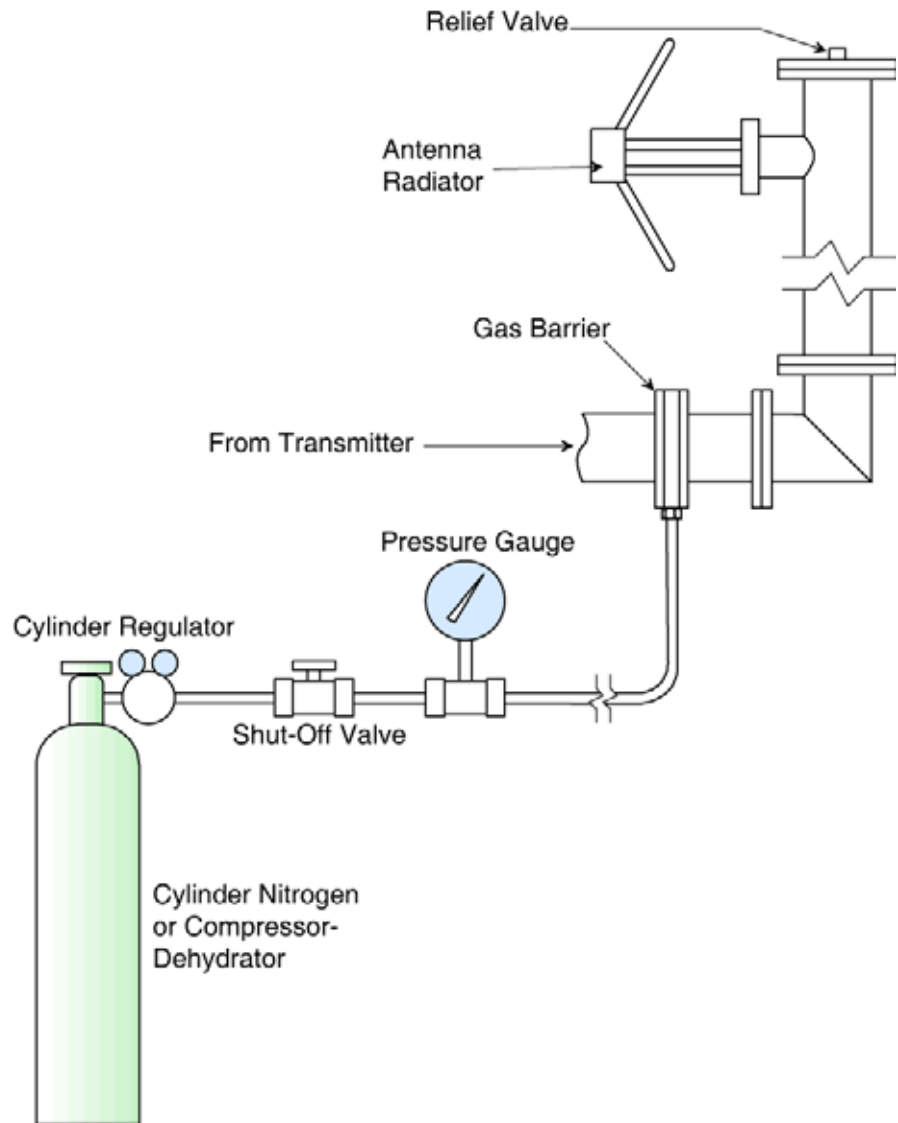 Relief Valve
Antenna
Radiator
Gas Barrier
From Transmitter
Pressure Gauge
Cylinder Regulator
Shut-Off Valve
Cylinder Nitrogen
or Compressor-
Dehydrator